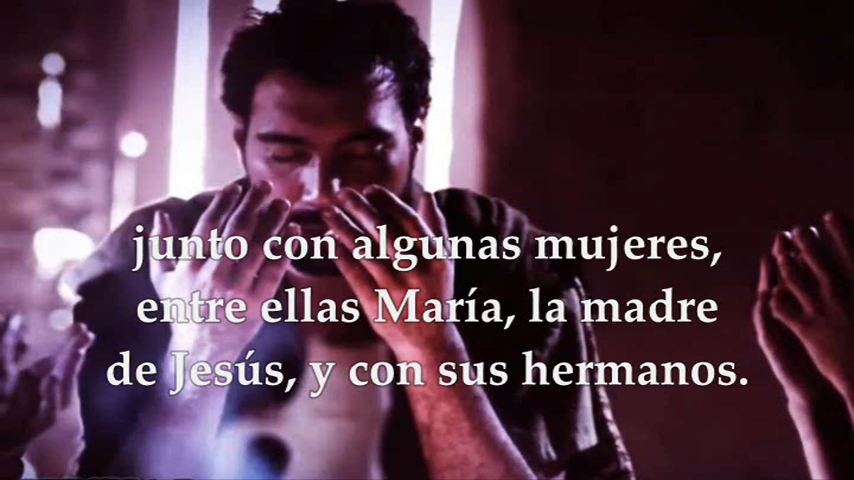 junto con algunas mujeres,
entre ellas María, la madre
de Jesús, y con sus hermanos.